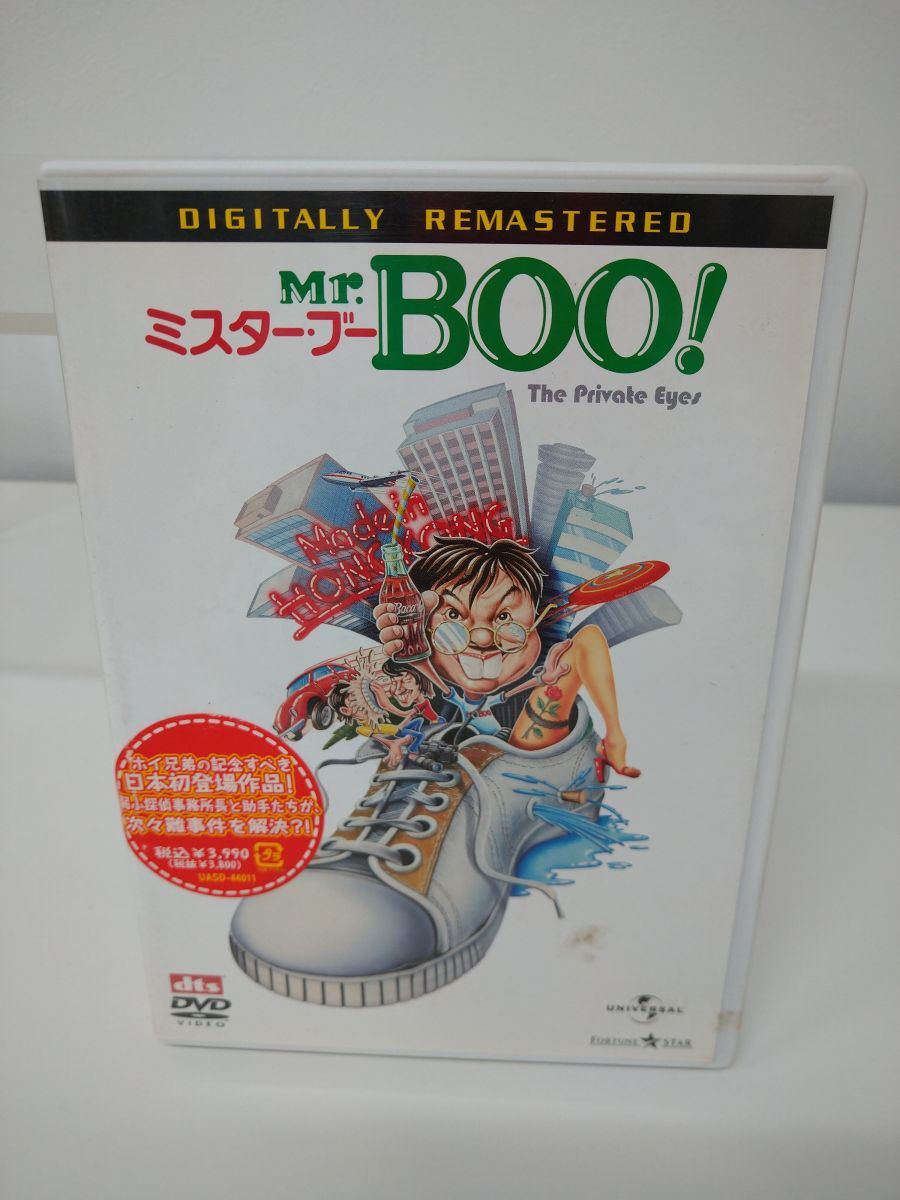 DIGITALLY REMASTERED
Mr. BOO!
ミスター・ブー
The Private Eyes
Made in
HONG KONG
Baca
BOO
ホイ兄弟の記念すべき
日本初登場作品!
小探偵事務所長と助手たちが、
次々難事件を解決?!
税込¥3,990
(税抜¥3,800)
UASD-66011
dts
DVD
VIDEO
UNIVERSAL
FORTUNE STAR